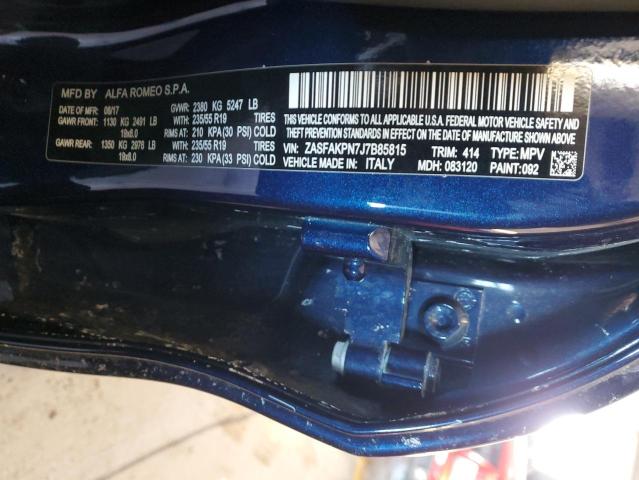 MFD BY ALFA ROMEO S.P.A.
DATE OF MFR 08/17 GVWR: 2380 KG 5247 LB
GAWR FRONT: 1130 KG 2491 LB WITH: 235/55 R19 TIRES
19x8.0 RIMS AT: 210 KPA(30 PSI) COLD
GAWR REAR: 1350 KG 2976 LB WITH: 235/55 R19 TIRES
19x8.0 RIMS AT: 230 KPA (33 PSI) COLD
THIS VEHICLE CONFORMS TO ALL APPLICABLE U.S.A. FEDERAL MOTOR VEHICLE SAFETY AND
THEFT PREVENTION STANDARDS IN EFFECT ON THE DATE OF MANUFACTURE SHOWN ABOVE.
VIN: ZASFAKPN7J7B85815 TRIM: 414 TYPE: MPV
VEHICLE MADE IN: ITALY MDH: 083120 PAINT:092